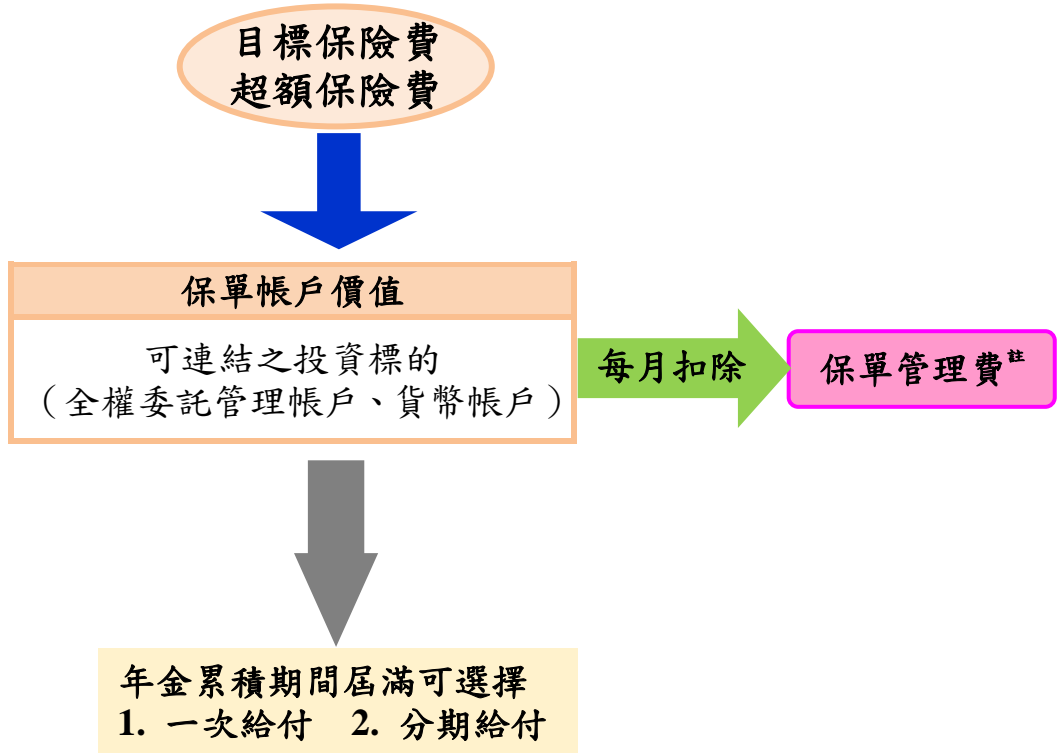 目標保險費
超額保險費
保單帳戶價值
可連結之投資標的
（全權委託管理帳戶、貨幣帳戶）
每月扣除
保單管理費註
年金累積期間屆滿可選擇
1. 一次給付 2. 分期給付